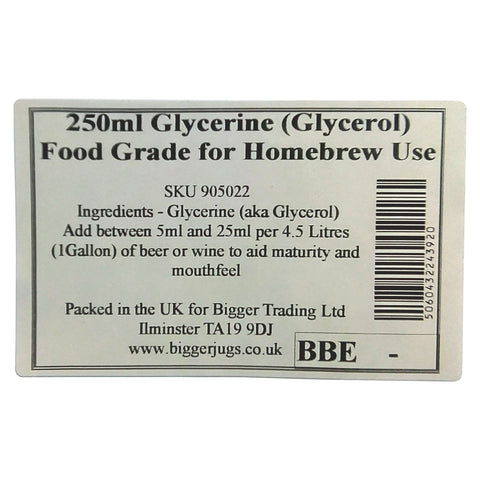 250ml Glycerine (Glycerol)
Food Grade for Homebrew Use
SKU 905022
Ingredients - Glycerine (aka Glycerol)
Add between 5ml and 25ml per 4.5 Litres
(1Gallon) of beer or wine to aid maturity and
mouthfeel
Packed in the UK for Bigger Trading Ltd
Ilminster TA19 9DJ
www.biggerjugs.co.uk
BBE -
5060432243920